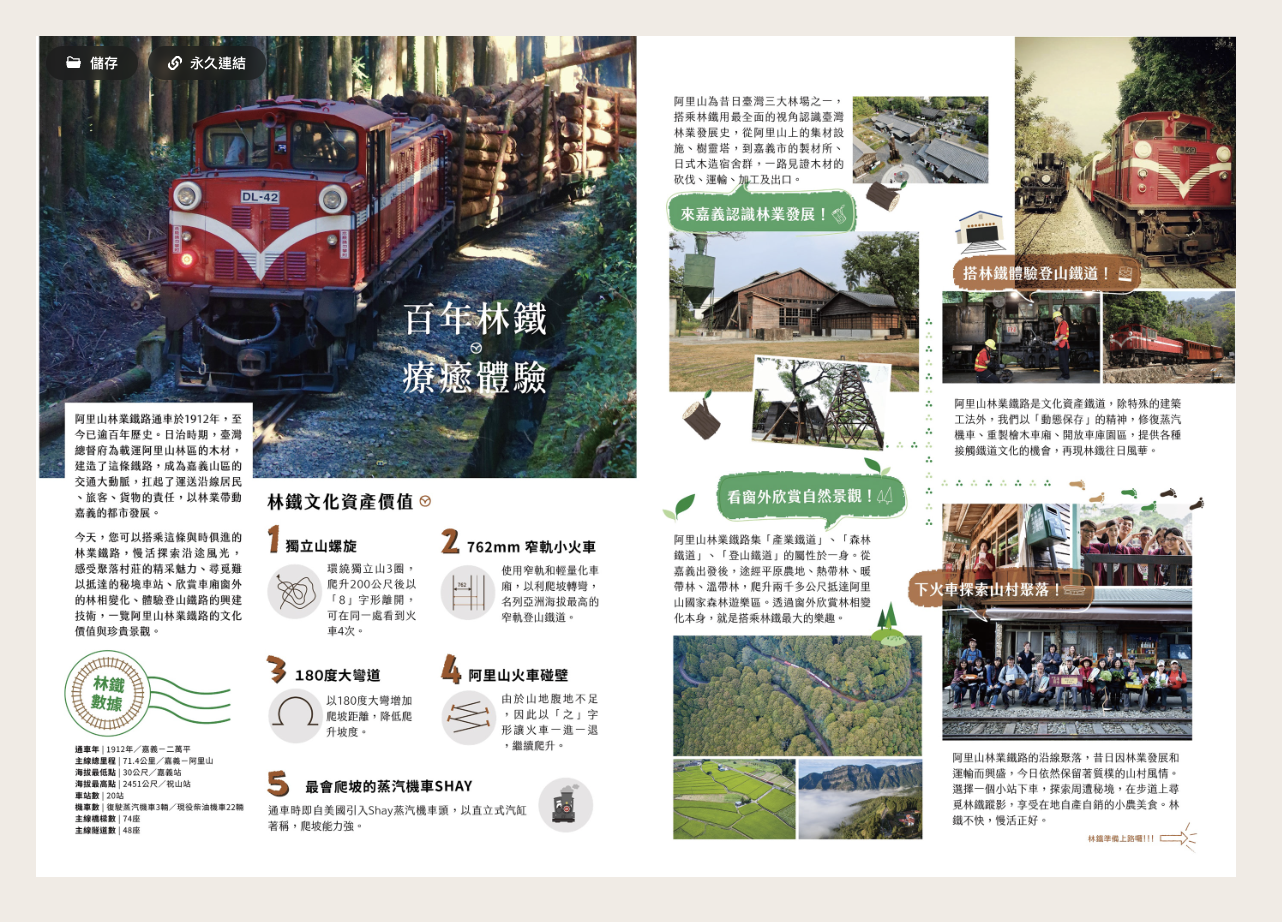 儲存
永久連結
DL-42
百年林鐵
療癒體驗
阿里山林業鐵路通車於1912年，至
今已逾百年歷史。日治時期，臺灣
總督府為載運阿里山林區的木材，
建造了這條鐵路，成為嘉義山區的
交通大動脈，扛起了運送沿線居民
、旅客、貨物的責任，以林業帶動
嘉義的都市發展。
今天，您可以搭乘這條與時俱進的
林業鐵路，慢活探索沿途風光，
感受聚落村莊的精采魅力、尋覓難
以抵達的秘境車站、欣賞車廂窗外
的林相變化、體驗登山鐵路的興建
技術，一覽阿里山林業鐵路的文化
價值與珍貴景觀。
林鐵
數據
通車年 | 1912年／嘉義－二萬平
主線總里程 | 71.4公里／嘉義－阿里山
海拔最低點 | 30公尺／嘉義站
海拔最高點 | 2451公尺／祝山站
車站數 | 20站
機車數 | 復駛蒸汽機車3輛／現役柴油機車22輛
主線橋樑數 | 74座
主線隧道數 | 48座
林鐵文化資產價值
1 獨立山螺旋
環繞獨立山3圈，
爬升200公尺後以
「8」字形離開，
可在同一處看到火
車4次。
2 762mm 窄軌小火車
762
使用窄軌和輕量化車
廂，以利爬坡轉彎，
名列亞洲海拔最高的
窄軌登山鐵道。
3 180度大彎道
以180度大彎增加
爬坡距離，降低爬
升坡度。
4 阿里山火車碰壁
由於山地腹地不足
，因此以「之」字
形讓火車一進一退
，繼續爬升。
5 最會爬坡的蒸汽機車SHAY
通車時即自美國引入Shay蒸汽機車頭，以直立式汽缸
著稱，爬坡能力強。
阿里山為昔日臺灣三大林場之一，
搭乘林鐵用最全面的視角認識臺灣
林業發展史，從阿里山上的集材設
施、樹靈塔，到嘉義市的製材所、
日式木造宿舍群，一路見證木材的
砍伐、運輸、加工及出口。
來嘉義認識林業發展！
看窗外欣賞自然景觀！
阿里山林業鐵路集「產業鐵道」、「森林
鐵道」、「登山鐵道」的屬性於一身。從
嘉義出發後，途經平原農地、熱帶林、暖
帶林、溫帶林，爬升兩千多公尺抵達阿里
山國家森林遊樂區。透過窗外欣賞林相變
化本身，就是搭乘林鐵最大的樂趣。
搭林鐵體驗登山鐵道！
阿里山林業鐵路是文化資產鐵道，除特殊的建築
工法外，我們以「動態保存」的精神，修復蒸汽
機車、重製檜木車廂、開放車庫園區，提供各種
接觸鐵道文化的機會，再現林鐵往日風華。
下火車探索山村聚落！
阿里山林業鐵路的沿線聚落，昔日因林業發展和
運輸而興盛，今日依然保留著質樸的山村風情。
選擇一個小站下車，探索周遭秘境，在步道上尋
覓林鐵蹤影，享受在地自產自銷的小農美食。林
鐵不快，慢活正好。
林鐵準備上路囉!!!